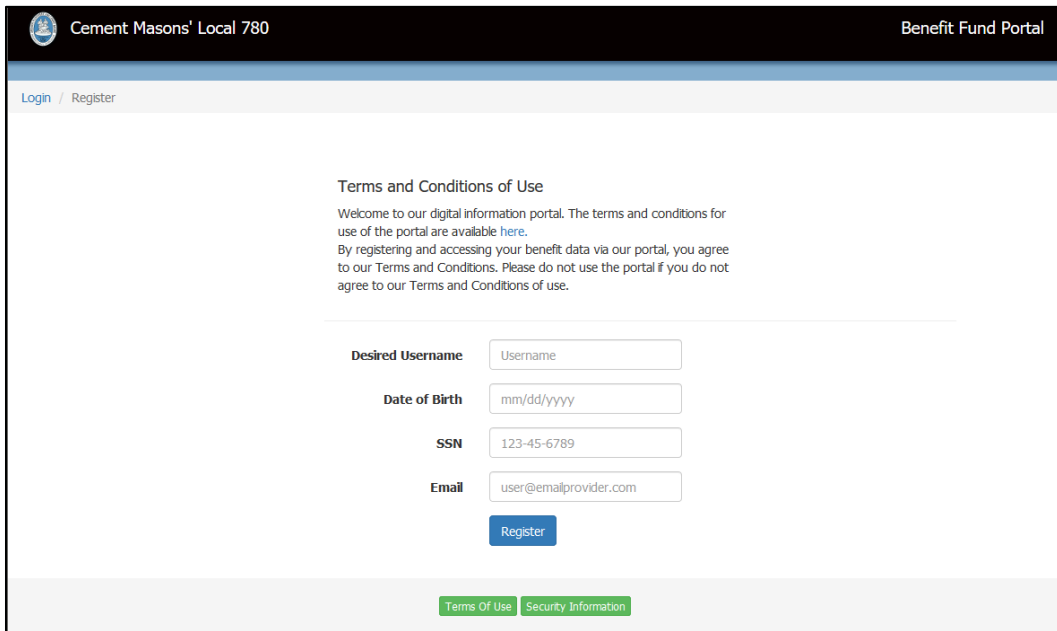 Cement Masons' Local 780
Benefit Fund Portal
Login / Register
Terms and Conditions of Use
Welcome to our digital information portal. The terms and conditions for
use of the portal are available here.
By registering and accessing your benefit data via our portal, you agree
to our Terms and Conditions. Please do not use the portal if you do not
agree to our Terms and Conditions of use.
Desired Username
Username
Date of Birth
mm/dd/yyyy
SSN
123-45-6789
Email
user@emailprovider.com
Register
Terms Of Use
Security Information